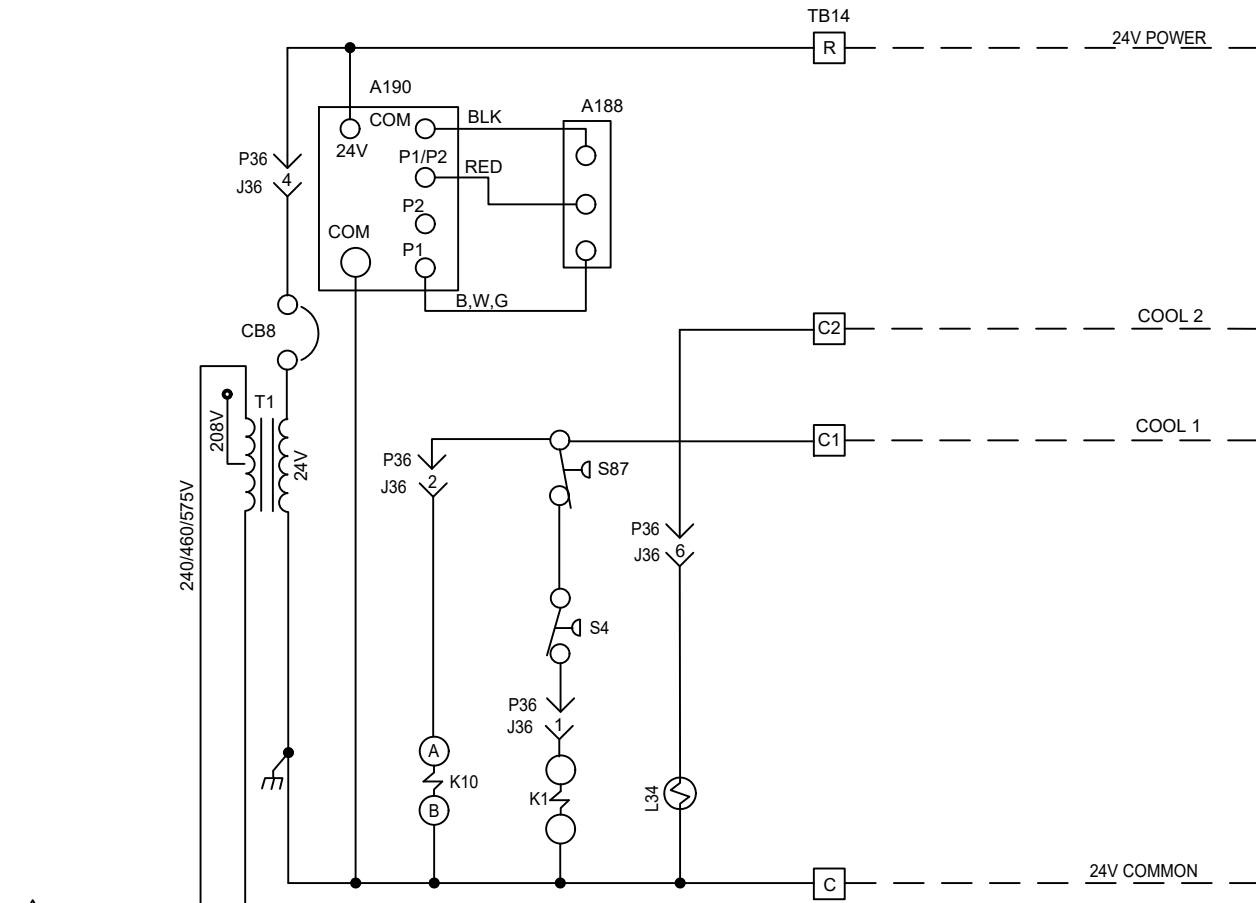 TB14
R
24V POWER
A190
A188
COM
BLK
24V
P1/P2
RED
P36
J36
4
P2
COM
P1
B,W,G
CB8
C2
COOL 2
T1
208V
24V
C1
COOL 1
P36
J36
2
S87
240/460/575V
P36
J36
6
S4
P36
J36
1
A
K10
B
K1
L34
C
24V COMMON